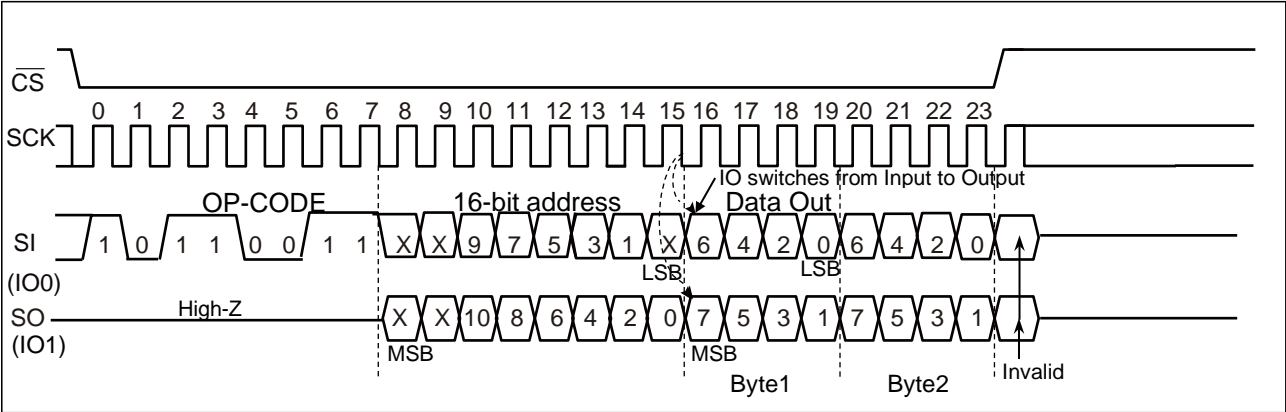 CS
0 1 2 3 4 5 6 7 8 9 10 11 12 13 14 15 16 17 18 19 20 21 22 23
SCK
IO switches from Input to Output
OP-CODE 16-bit address Data Out
SI 1 0 1 1 0 0 1 1 X X 9 7 5 3 1 X 6 4 2 0 6 4 2 0
LSB LSB
(IO0)
High-Z
SO X X 10 8 6 4 2 0 7 5 3 1 7 5 3 1
(IO1)
MSB MSB
Invalid
Byte1 Byte2